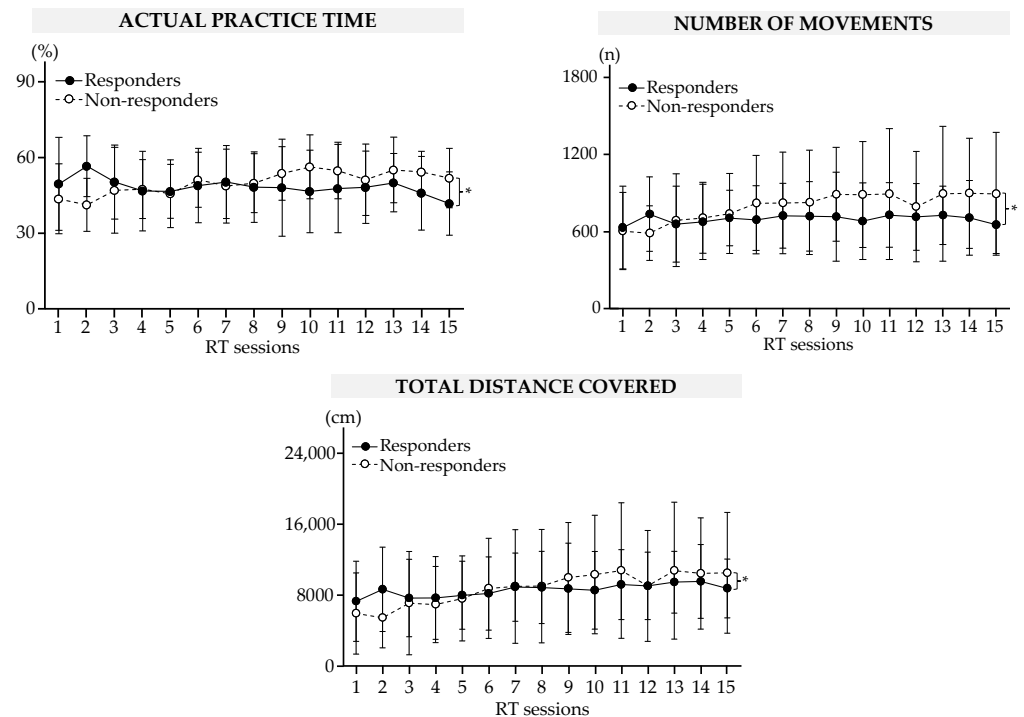 ACTUAL PRACTICE TIME
(%)
90
60
30
0
Responders
Non-responders
*
1 2 3 4 5 6 7 8 9 10 11 12 13 14 15
RT sessions
NUMBER OF MOVEMENTS
(n)
1800
1200
600
0
Responders
Non-responders
*
1 2 3 4 5 6 7 8 9 10 11 12 13 14 15
RT sessions
TOTAL DISTANCE COVERED
(cm)
24,000
16,000
8000
0
Responders
Non-responders
*
1 2 3 4 5 6 7 8 9 10 11 12 13 14 15
RT sessions